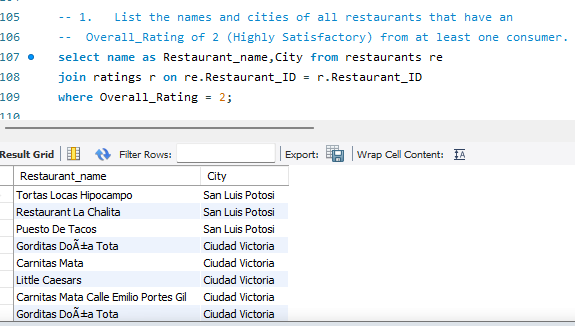 105 -- 1. List the names and cities of all restaurants that have an
106 -- Overall_Rating of 2 (Highly Satisfactory) from at least one consumer.
107 select name as Restaurant_name,City from restaurants re
108 join ratings r on re.Restaurant_ID = r.Restaurant_ID
109 where Overall_Rating = 2;
110
Result Grid Filter Rows: Export: Wrap Cell Content: IA
Restaurant_name City
Tortas Locas Hipocampo San Luis Potosi
Restaurant La Chalita San Luis Potosi
Puesto De Tacos San Luis Potosi
Gorditas DoÃ±a Tota Ciudad Victoria
Carnitas Mata Ciudad Victoria
Little Caesars Ciudad Victoria
Carnitas Mata Calle Emilio Portes Gil Ciudad Victoria
Gorditas DoÃ±a Tota Ciudad Victoria